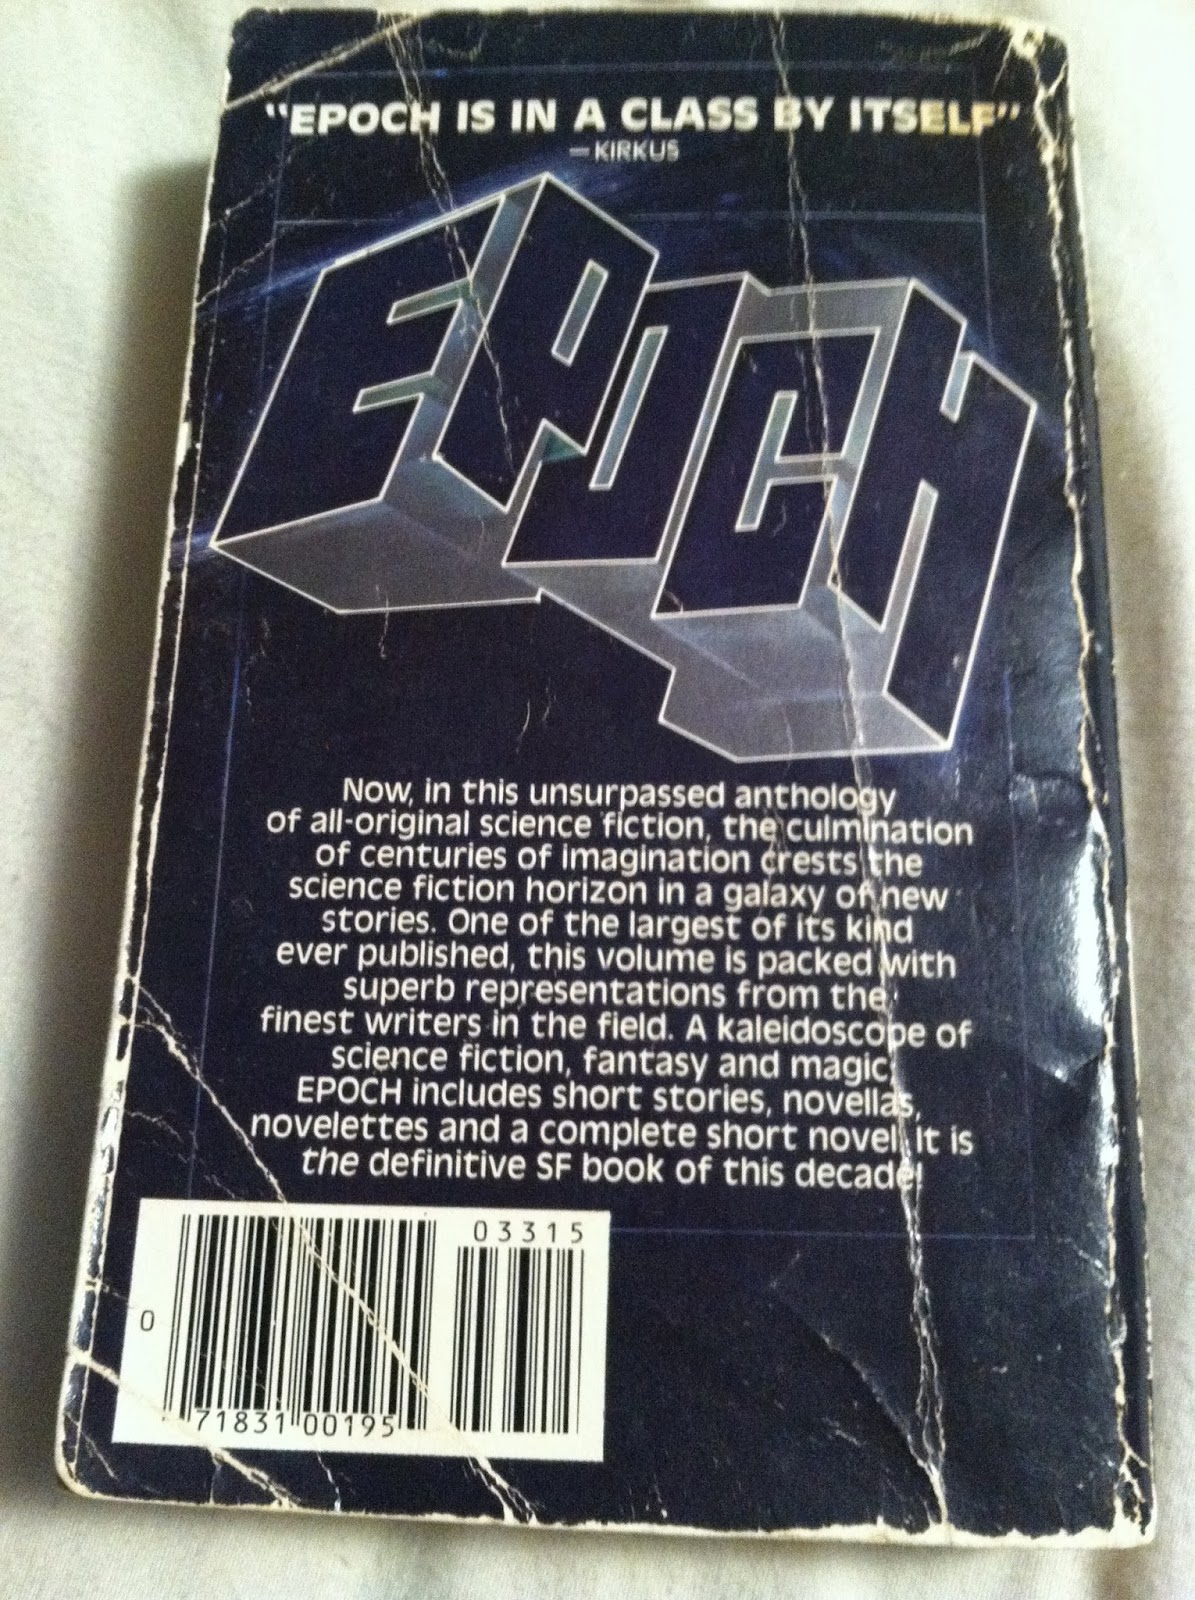 "EPOCH IS IN A CLASS BY ITSELF"
—KIRKUS
EPOCH
Now, in this unsurpassed anthology
of all-original science fiction, the culmination
of centuries of imagination crests the
science fiction horizon in a galaxy of new
stories. One of the largest of its kind
ever published, this volume is packed with
superb representations from the
finest writers in the field. A kaleidoscope of
science fiction, fantasy and magic,
EPOCH includes short stories, novellas,
novelettes and a complete short novel, it is
the definitive SF book of this decade!
03315
0
71831 00195